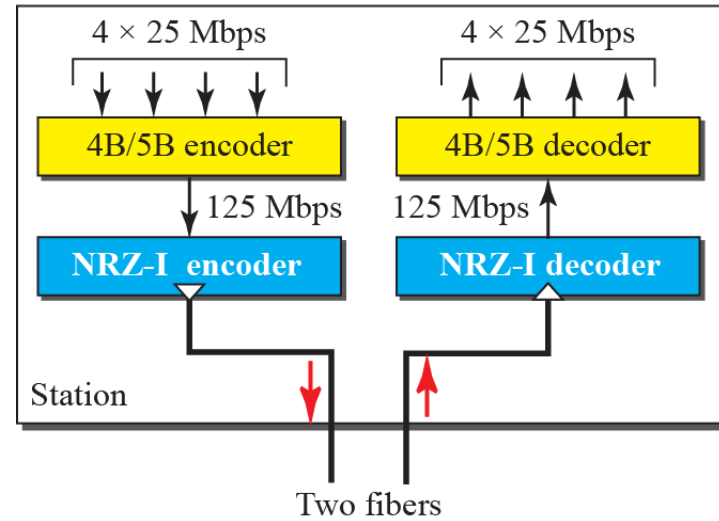 4 × 25 Mbps
4B/5B encoder
125 Mbps
NRZ-I encoder
4 × 25 Mbps
4B/5B decoder
125 Mbps
NRZ-I decoder
Station
Two fibers